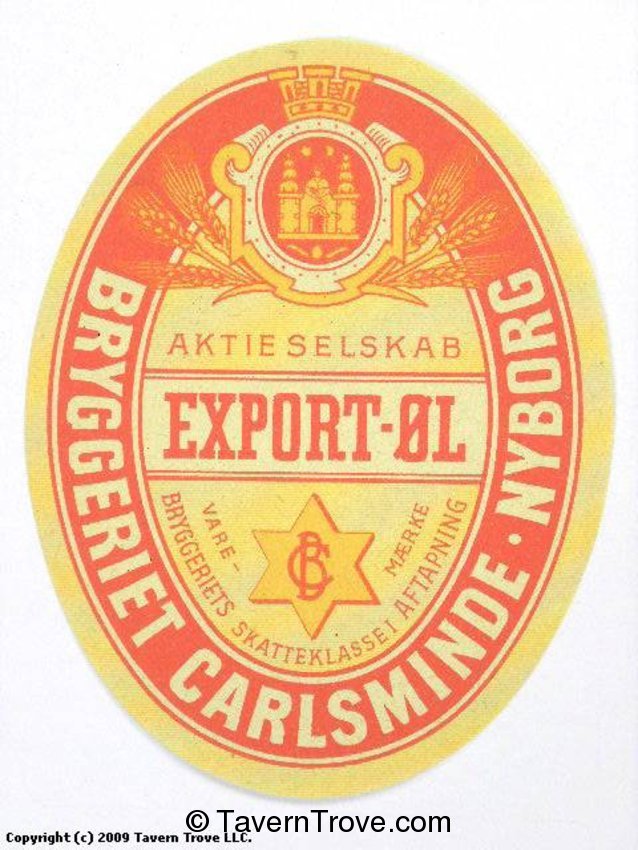 AKTIESELSKAB
EXPORT-ØL
VARE-
MÆRKE
CB
BRYGGERIETS SKATTEKLASSE I AFTAPNING
BRYGGERIET CARLSMINDE · NYBORG
© TavernTrove.com
Copyright (c) 2009 Tavern Trove LLC.